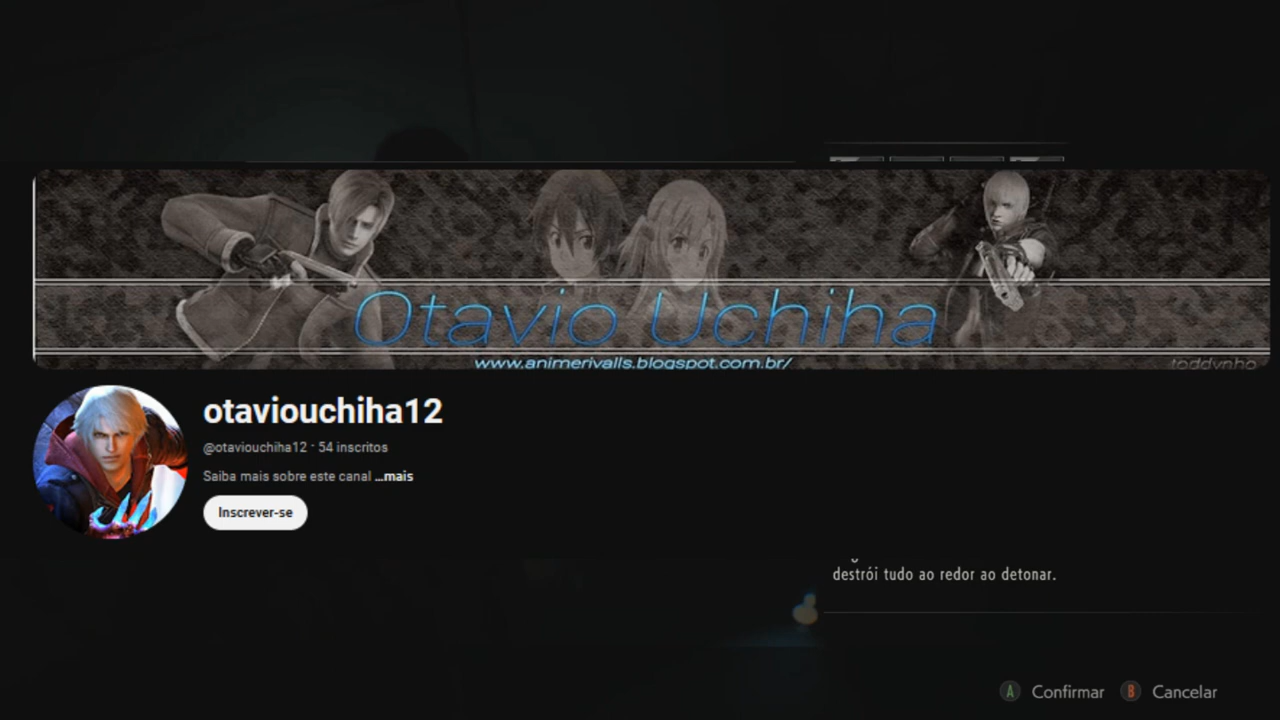 Otavio Uchiha
www.animerivalls.blogspot.com.br/
toddynho
otaviouchiha12
@otaviouchiha12 · 54 inscritos
Saiba mais sobre este canal ...mais
Inscrever-se
destrói tudo ao redor ao detonar.
A Confirmar B Cancelar